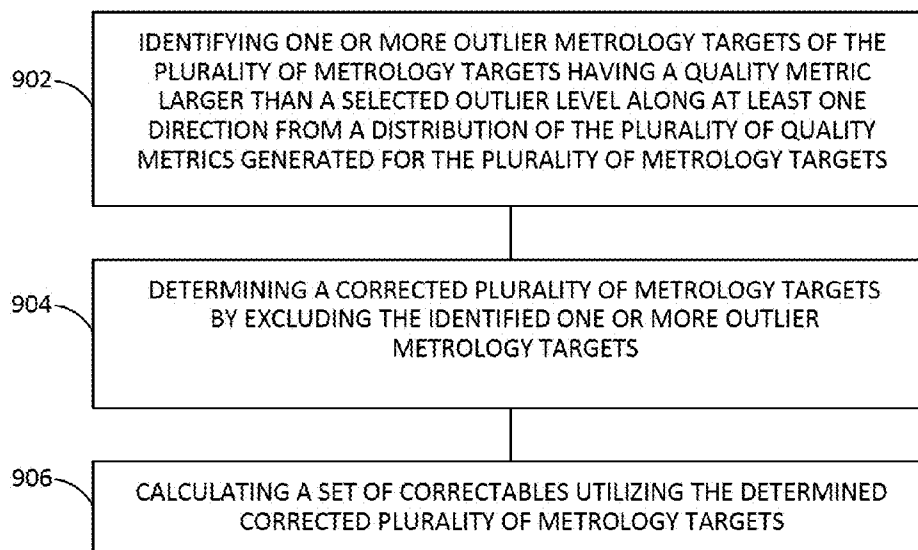 902
IDENTIFYING ONE OR MORE OUTLIER METROLOGY TARGETS OF THE
PLURALITY OF METROLOGY TARGETS HAVING A QUALITY METRIC
LARGER THAN A SELECTED OUTLIER LEVEL ALONG AT LEAST ONE
DIRECTION FROM A DISTRIBUTION OF THE PLURALITY OF QUALITY
METRICS GENERATED FOR THE PLURALITY OF METROLOGY TARGETS
904
DETERMINING A CORRECTED PLURALITY OF METROLOGY TARGETS
BY EXCLUDING THE IDENTIFIED ONE OR MORE OUTLIER
METROLOGY TARGETS
906
CALCULATING A SET OF CORRECTABLES UTILIZING THE DETERMINED
CORRECTED PLURALITY OF METROLOGY TARGETS